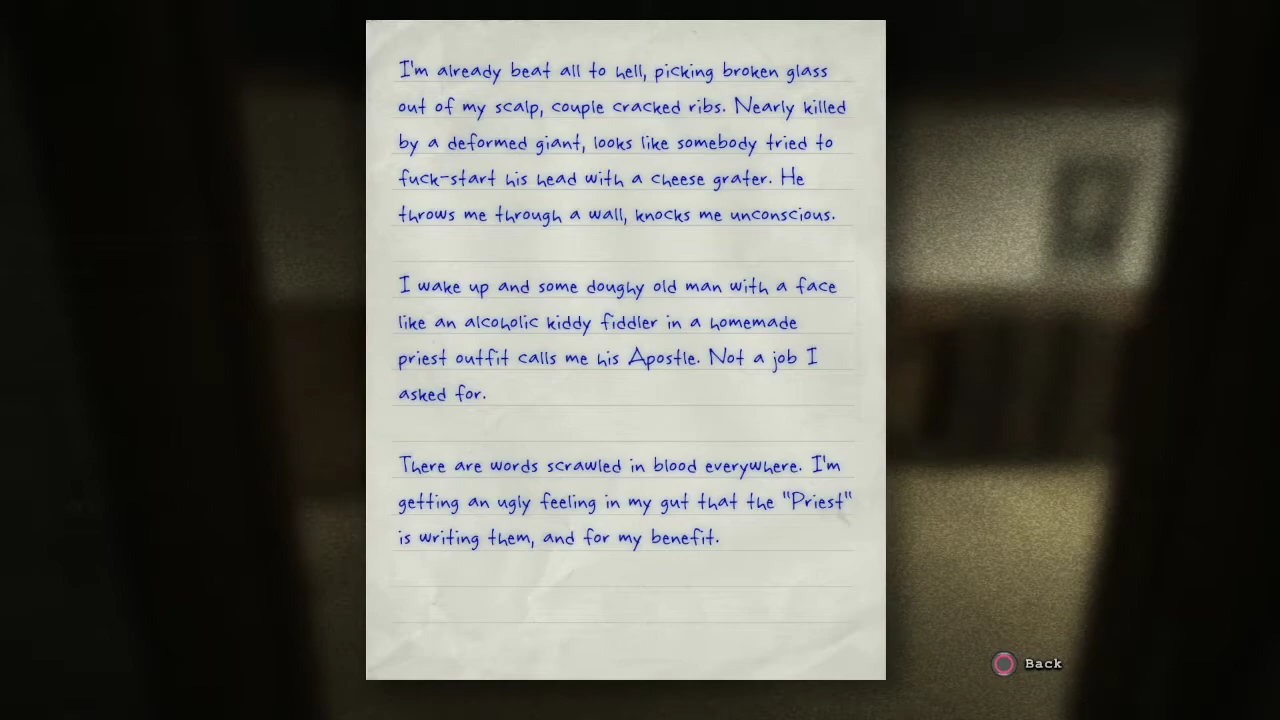 I'm already beat all to hell, picking broken glass
out of my scalp, couple cracked ribs. Nearly killed
by a deformed giant, looks like somebody tried to
fuck-start his head with a cheese grater. He
throws me through a wall, knocks me unconscious.
I wake up and some doughy old man with a face
like an alcoholic kiddy fiddler in a homemade
priest outfit calls me his Apostle. Not a job I
asked for.
There are words scrawled in blood everywhere. I'm
getting an ugly feeling in my gut that the "Priest"
is writing them, and for my benefit.
Back